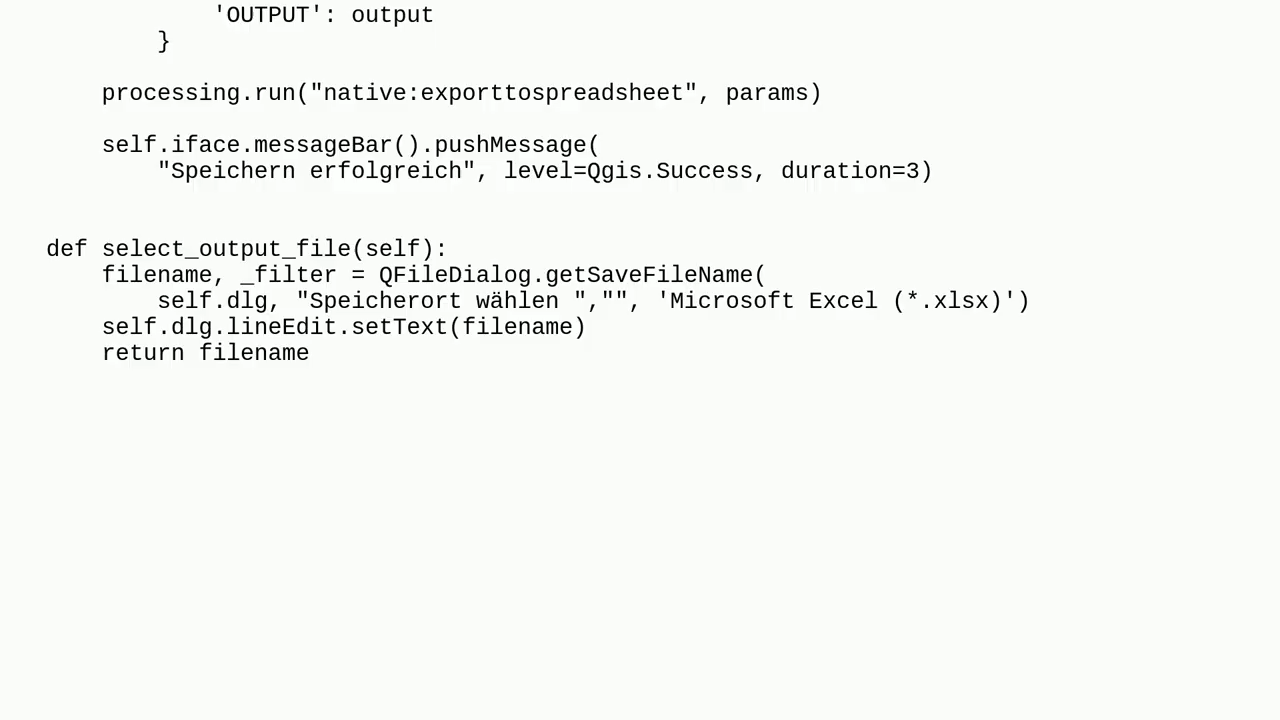 'OUTPUT': output
        }

    processing.run("native:exporttospreadsheet", params)

    self.iface.messageBar().pushMessage(
        "Speichern erfolgreich", level=Qgis.Success, duration=3)


def select_output_file(self):
    filename, _filter = QFileDialog.getSaveFileName(
        self.dlg, "Speicherort wählen ","", 'Microsoft Excel (*.xlsx)')
    self.dlg.lineEdit.setText(filename)
    return filename